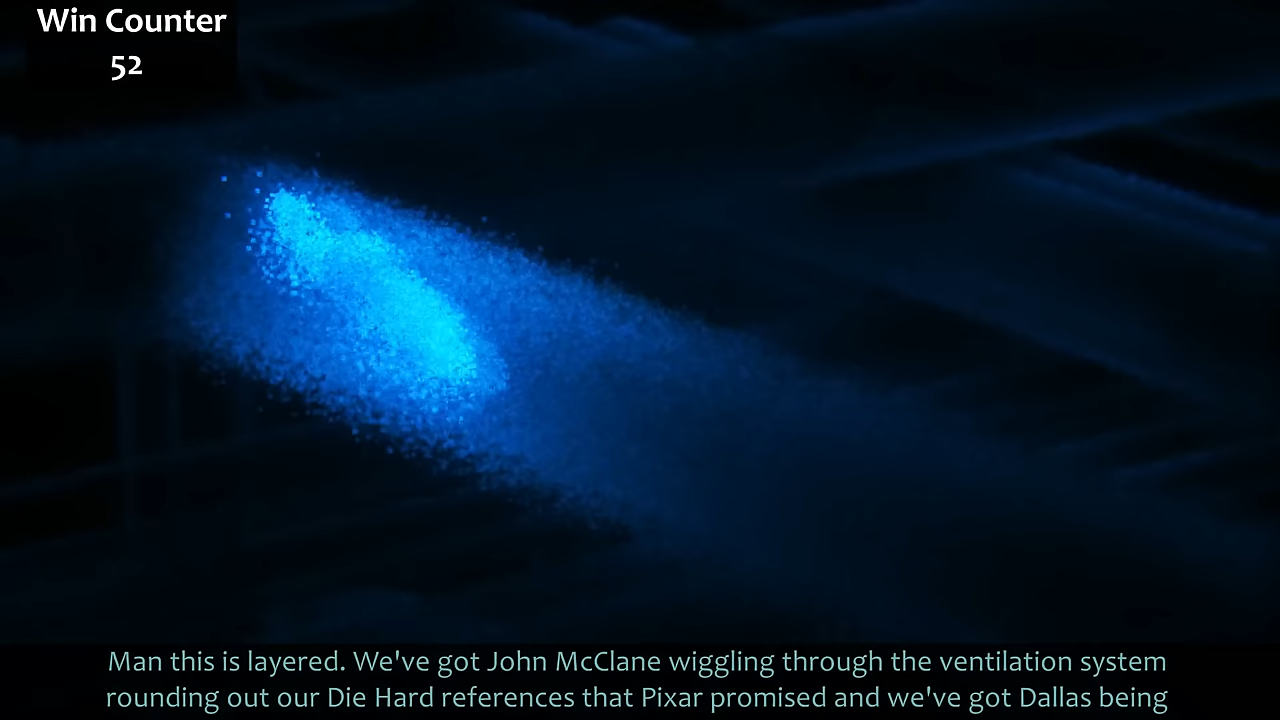 Win Counter
52
Man this is layered. We've got John McClane wiggling through the ventilation system
rounding out our Die Hard references that Pixar promised and we've got Dallas being